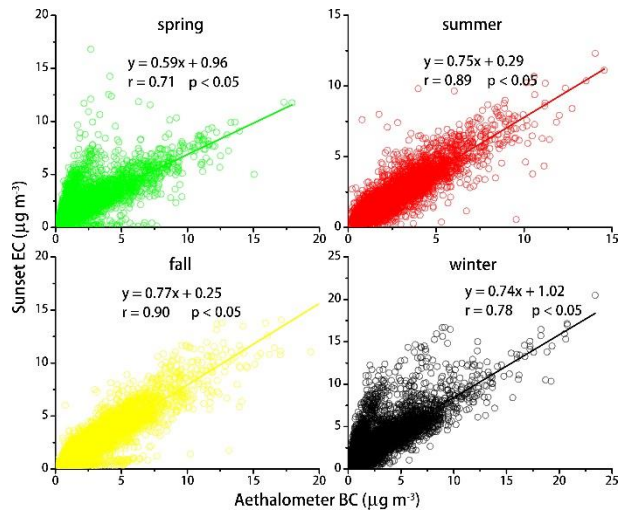 spring
y = 0.59x + 0.96
r = 0.71 p < 0.05
20
15
10
5
0
0 5 10 15 20
summer
y = 0.75x + 0.29
r = 0.89 p < 0.05
15
10
5
0
0 5 10 15
Sunset EC (μg m⁻³)
fall
y = 0.77x + 0.25
r = 0.90 p < 0.05
20
15
10
5
0
0 5 10 15 20
winter
y = 0.74x + 1.02
r = 0.78 p < 0.05
25
20
15
10
5
0
0 5 10 15 20 25
Aethalometer BC (μg m⁻³)